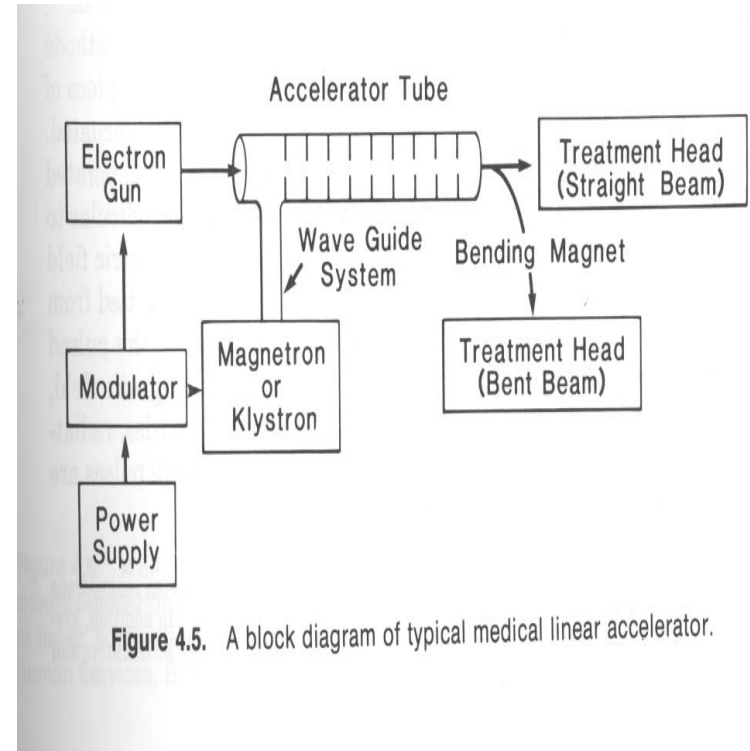 Accelerator Tube
Electron
Gun
Treatment Head
(Straight Beam)
Wave Guide
System
Bending Magnet
Modulator
Magnetron
or
Klystron
Treatment Head
(Bent Beam)
Power
Supply
Figure 4.5. A block diagram of typical medical linear accelerator.